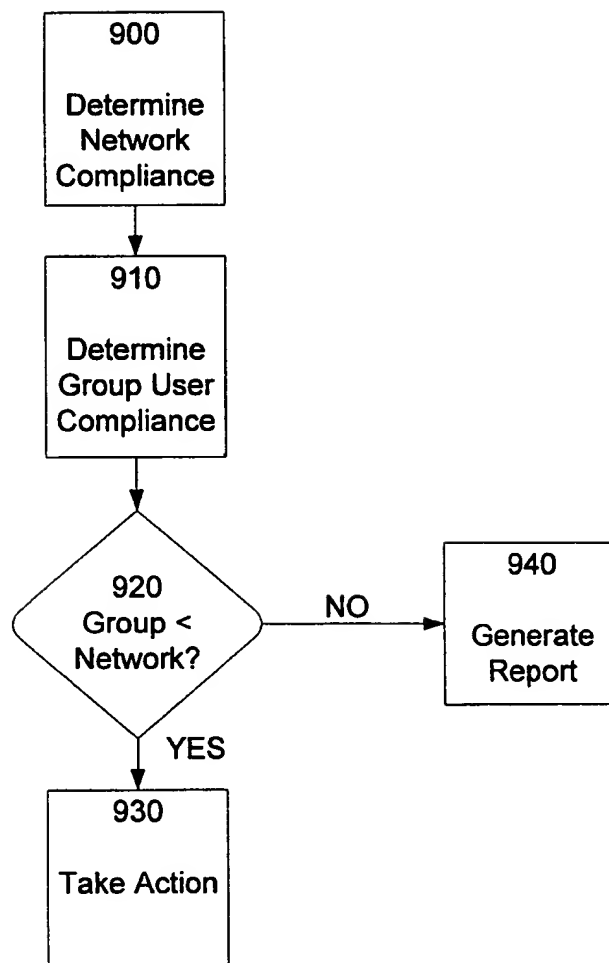 900
Determine
Network
Compliance
910
Determine
Group User
Compliance
920
Group <
Network?
NO
940
Generate
Report
YES
930
Take Action